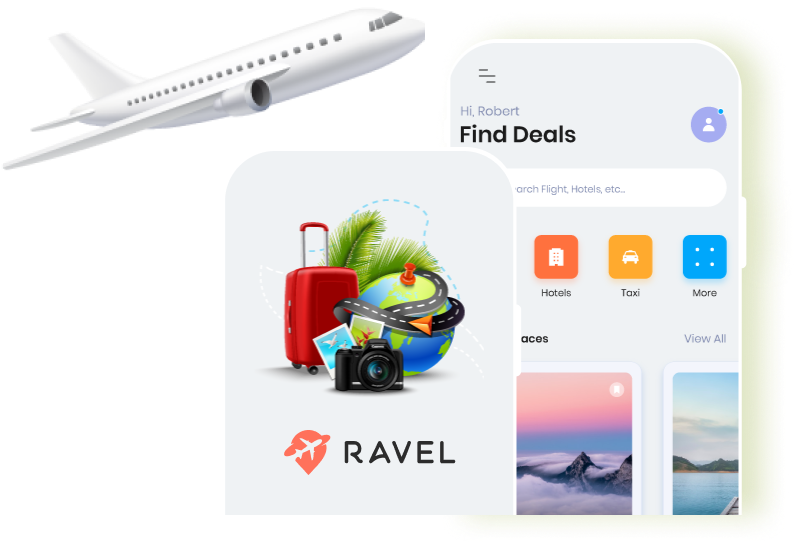 Hi, Robert
Find Deals
arch Flight, Hotels, etc..
Hotels
Taxi
More
aces
View All
RAVEL